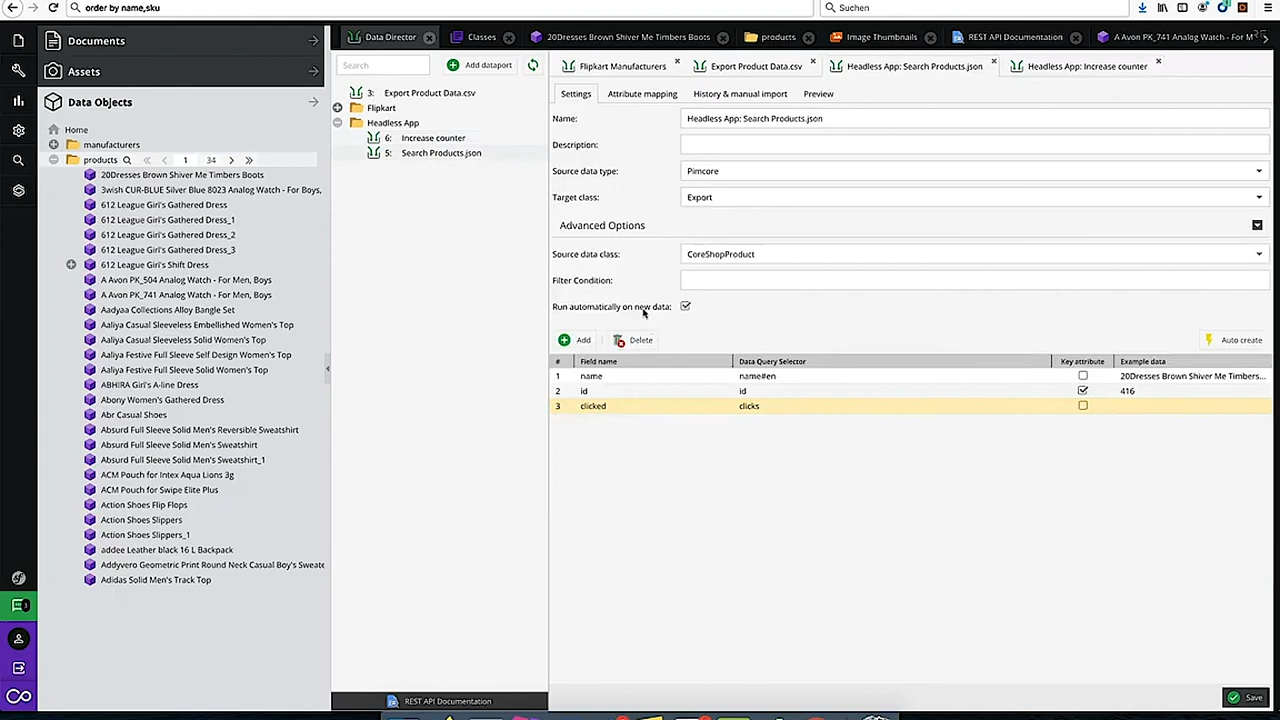 order by name,sku
Suchen
Documents
Assets
Data Objects
Home
manufacturers
products
1
34
20Dresses Brown Shiver Me Timbers Boots
3wish CUR-BLUE Silver Blue 8023 Analog Watch - For Boys,
612 League Girl's Gathered Dress
612 League Girl's Gathered Dress_1
612 League Girl's Gathered Dress_2
612 League Girl's Gathered Dress_3
612 League Girl's Shift Dress
A Avon PK_504 Analog Watch - For Men, Boys
A Avon PK_741 Analog Watch - For Men, Boys
Aadyaa Collections Alloy Bangle Set
Aaliya Casual Sleeveless Embellished Women's Top
Aaliya Casual Sleeveless Solid Women's Top
Aaliya Festive Full Sleeve Self Design Women's Top
Aaliya Festive Full Sleeve Solid Women's Top
ABHIRA Girl's A-line Dress
Abony Women's Gathered Dress
Abr Casual Shoes
Absurd Full Sleeve Solid Men's Reversible Sweatshirt
Absurd Full Sleeve Solid Men's Sweatshirt
Absurd Full Sleeve Solid Men's Sweatshirt_1
ACM Pouch for Intex Aqua Lions 3g
ACM Pouch for Swipe Elite Plus
Action Shoes Flip Flops
Action Shoes Slippers
Action Shoes Slippers_1
addee Leather black 16 L Backpack
Addyvero Geometric Print Round Neck Casual Boy's Sweate
Adidas Solid Men's Track Top
Data Director
Classes
20Dresses Brown Shiver Me Timbers Boots
products
Image Thumbnails
REST API Documentation
A Avon PK_741 Analog Watch - For M
Search
Add dataport
3: Export Product Data.csv
Flipkart
Headless App
6: Increase counter
5: Search Products.json
REST API Documentation
Flipkart Manufacturers
Export Product Data.csv
Headless App: Search Products.json
Headless App: Increase counter
Settings
Attribute mapping
History & manual import
Preview
Name:
Headless App: Search Products.json
Description:
Source data type:
Pimcore
Target class:
Export
Advanced Options
Source data class:
CoreShopProduct
Filter Condition:
Run automatically on new data:
Add
Delete
Auto create
# Field name Data Query Selector Key attribute Example data
1 name name#en 20Dresses Brown Shiver Me Timbers...
2 id id 416
3 clicked clicks
Save